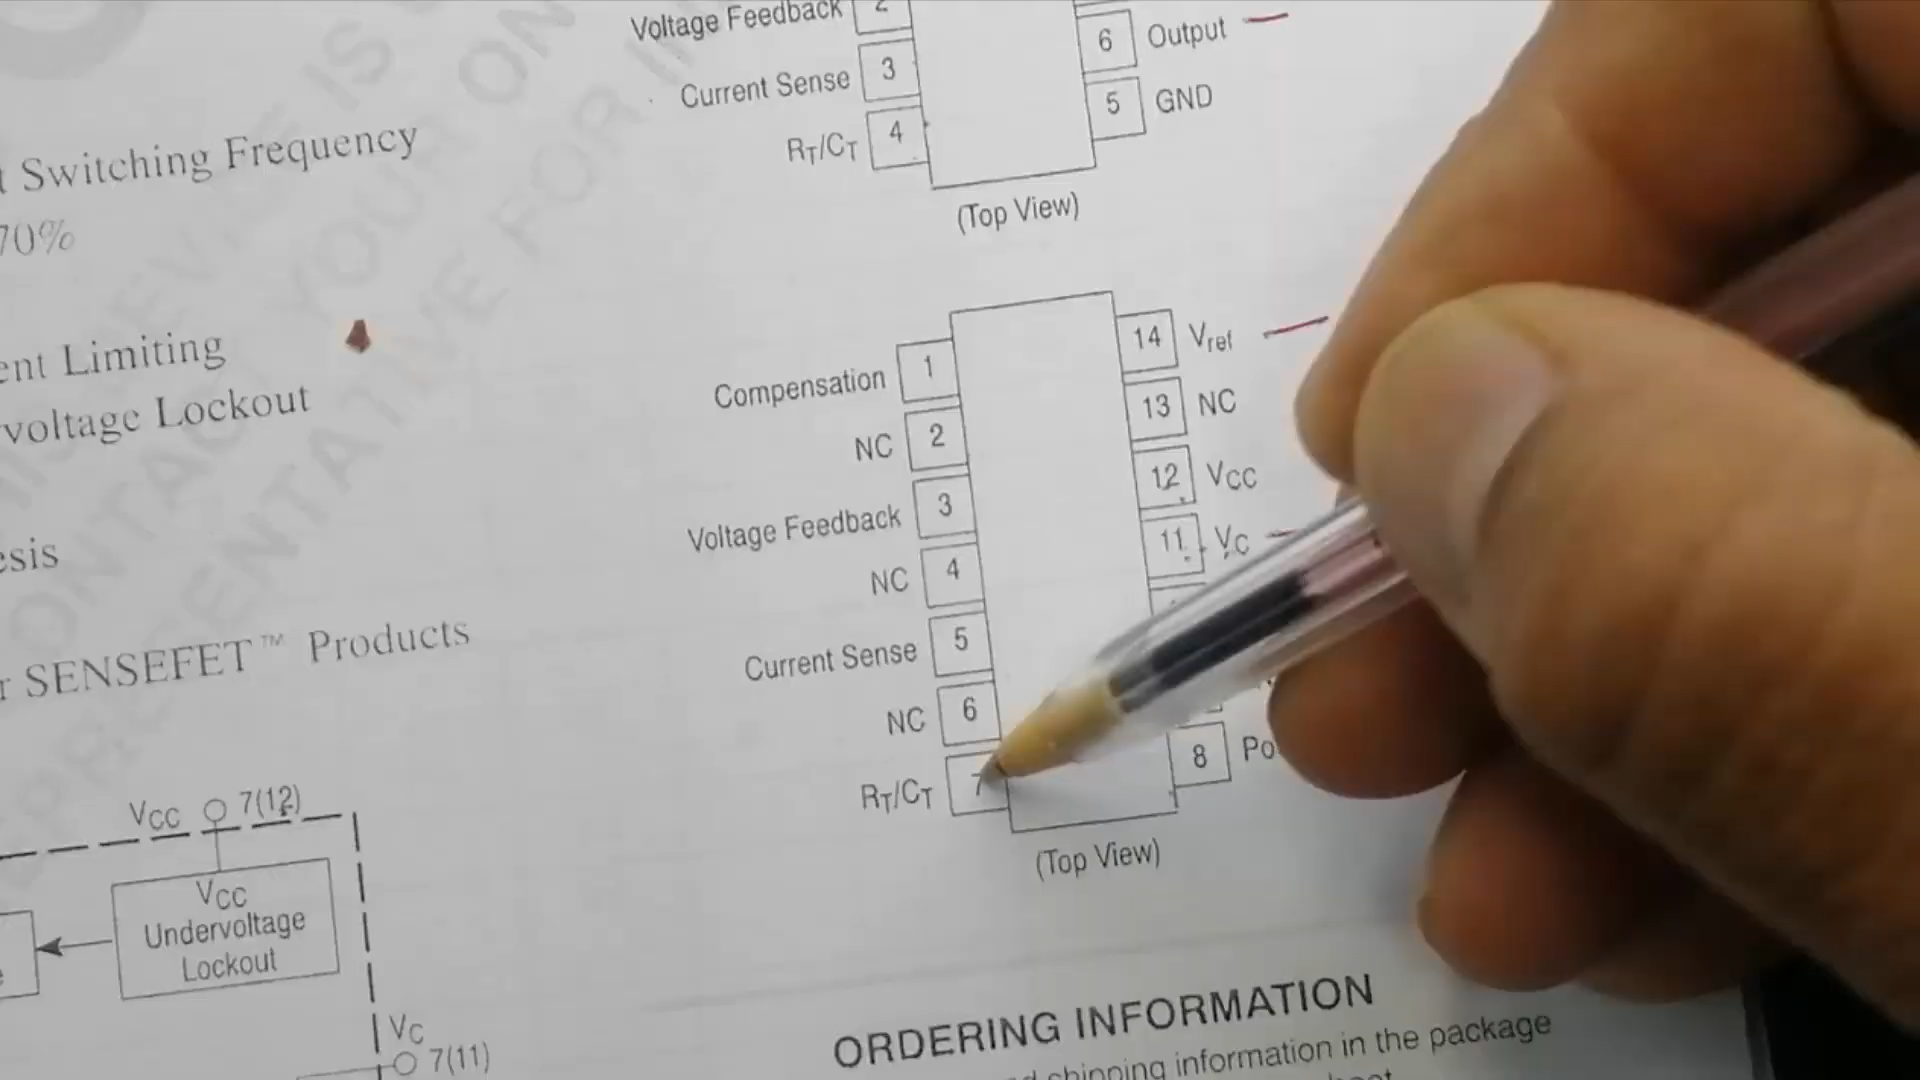 Voltage Feedback
3
Current Sense
RT/CT 4
6 Output
5 GND
(Top View)
Switching Frequency
70%
Limiting
Lockout
SENSEFET™ Products
Compensation 1
NC 2
Voltage Feedback 3
NC 4
Current Sense 5
NC 6
RT/CT 7
14 Vref
13 NC
12 VCC
11 VC
8
(Top View)
VCC 7(12)
VCC
Undervoltage
Lockout
VC
7(11)
ORDERING INFORMATION
shipping information in the package